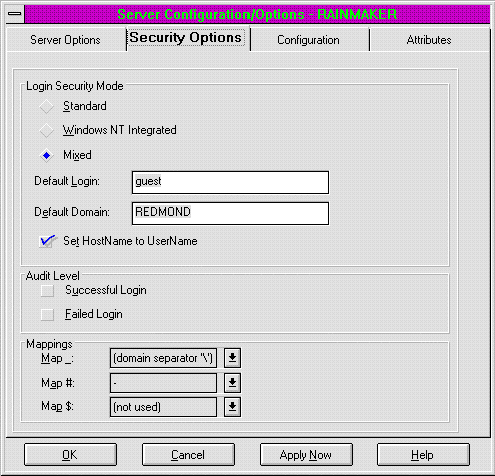 Server Configuration/Options - RAINMAKER
Server Options Security Options Configuration Attributes
Login Security Mode
Standard
Windows NT Integrated
Mixed
Default Login: guest
Default Domain: REDMOND
Set HostName to UserName
Audit Level
Successful Login
Failed Login
Mappings
Map _: (domain separator '\')
Map #: -
Map $: (not used)
OK Cancel Apply Now Help